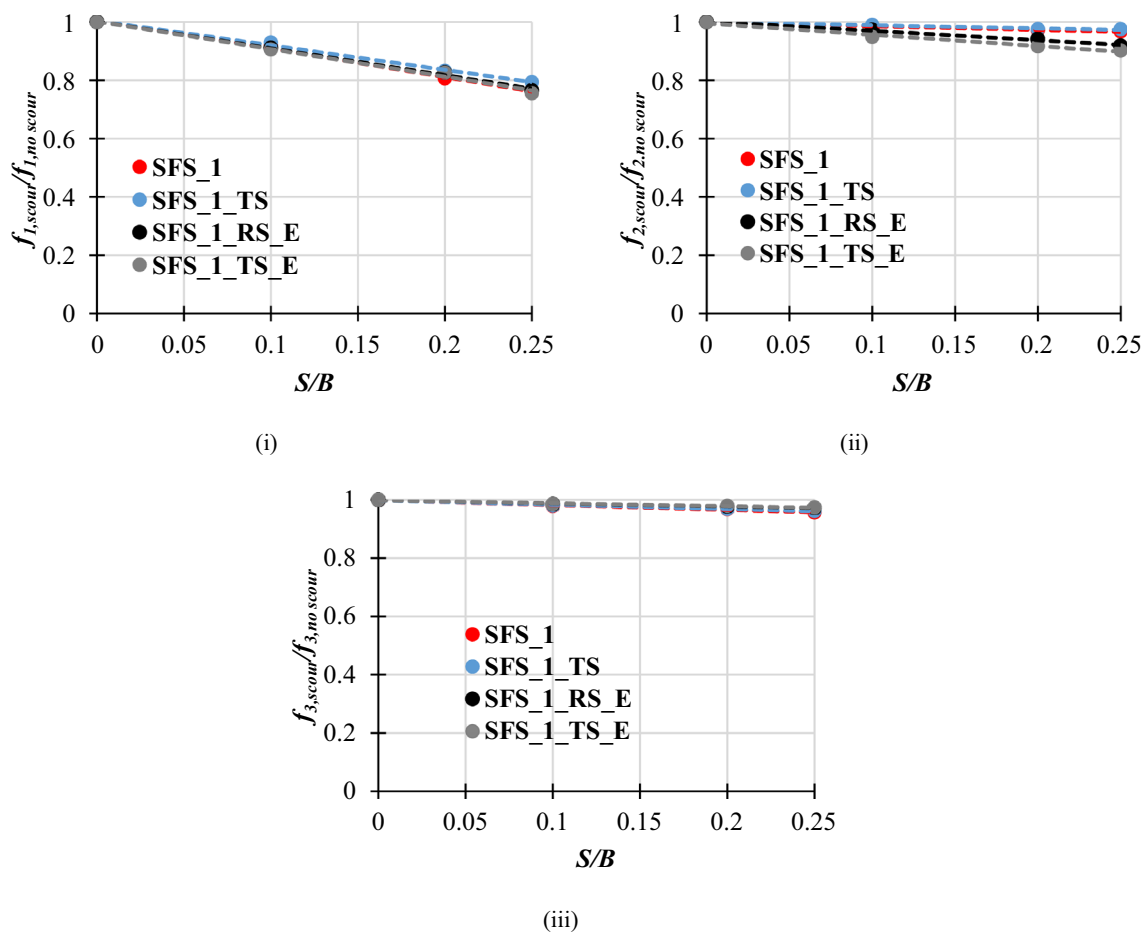 1
0.8
0.6
0.4
0.2
0
f1,scour/f1,no scour
SFS_1
SFS_1_TS
SFS_1_RS_E
SFS_1_TS_E
0 0.05 0.1 0.15 0.2 0.25
S/B
(i)
1
0.8
0.6
0.4
0.2
0
f2,scour/f2.no scour
SFS_1
SFS_1_TS
SFS_1_RS_E
SFS_1_TS_E
0 0.05 0.1 0.15 0.2 0.25
S/B
(ii)
1
0.8
0.6
0.4
0.2
0
f3,scour/f3,no scour
SFS_1
SFS_1_TS
SFS_1_RS_E
SFS_1_TS_E
0 0.05 0.1 0.15 0.2 0.25
S/B
(iii)